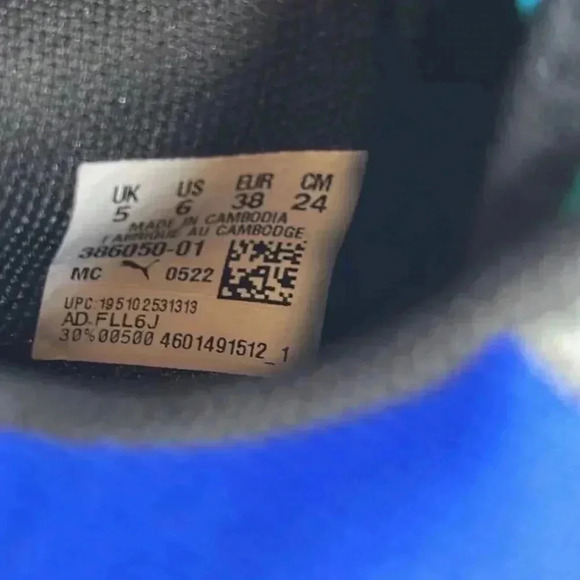 UK US EUR CM
5 6 38 24
MADE IN CAMBODIA
FABRIQUE AU CAMBODGE
386050-01
MC 0522
UPC:195102531313
AD-FLL6J
30%00500 4601491512_1